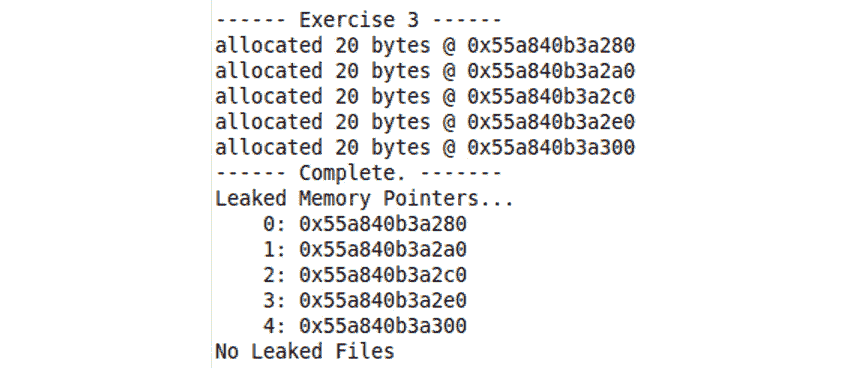 ------ Exercise 3 ------
allocated 20 bytes @ 0x55a840b3a280
allocated 20 bytes @ 0x55a840b3a2a0
allocated 20 bytes @ 0x55a840b3a2c0
allocated 20 bytes @ 0x55a840b3a2e0
allocated 20 bytes @ 0x55a840b3a300
------ Complete. -------
Leaked Memory Pointers...
    0: 0x55a840b3a280
    1: 0x55a840b3a2a0
    2: 0x55a840b3a2c0
    3: 0x55a840b3a2e0
    4: 0x55a840b3a300
No Leaked Files